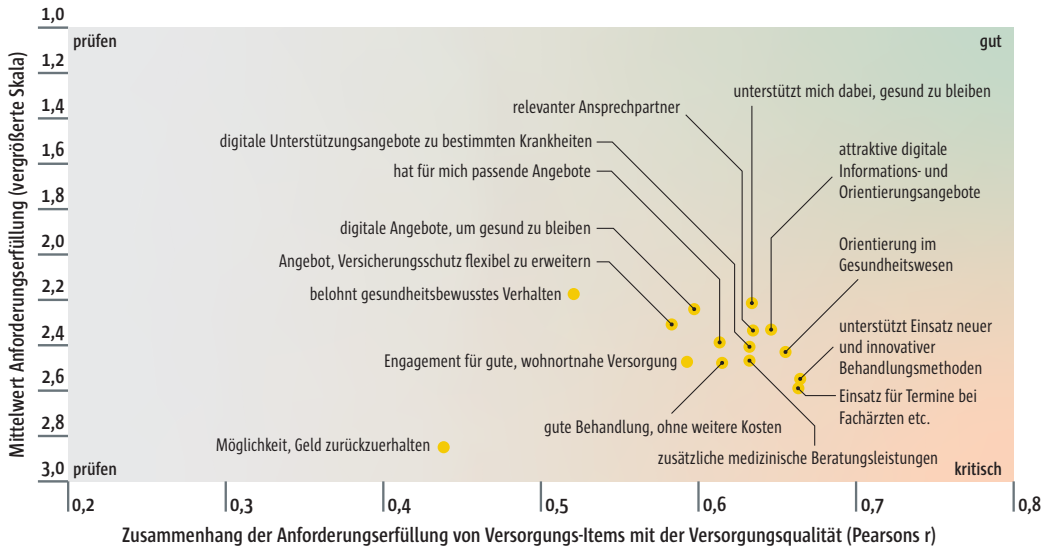 Mittelwert Anforderungserfüllung (vergrößerte Skala)
1,0
1,2
1,4
1,6
1,8
2,0
2,2
2,4
2,6
2,8
3,0
prüfen
gut
unterstützt mich dabei, gesund zu bleiben
relevanter Ansprechpartner
digitale Unterstützungsangebote zu bestimmten Krankheiten
attraktive digitale
Informations- und
Orientierungsangebote
hat für mich passende Angebote
digitale Angebote, um gesund zu bleiben
Orientierung im
Gesundheitswesen
Angebot, Versicherungsschutz flexibel zu erweitern
belohnt gesundheitsbewusstes Verhalten
unterstützt Einsatz neuer
und innovativer
Behandlungsmethoden
Engagement für gute, wohnortnahe Versorgung
Einsatz für Termine bei
Fachärzten etc.
gute Behandlung, ohne weitere Kosten
Möglichkeit, Geld zurückzuerhalten
zusätzliche medizinische Beratungsleistungen
prüfen
kritisch
0,2
0,3
0,4
0,5
0,6
0,7
0,8
Zusammenhang der Anforderungserfüllung von Versorgungs-Items mit der Versorgungsqualität (Pearsons r)